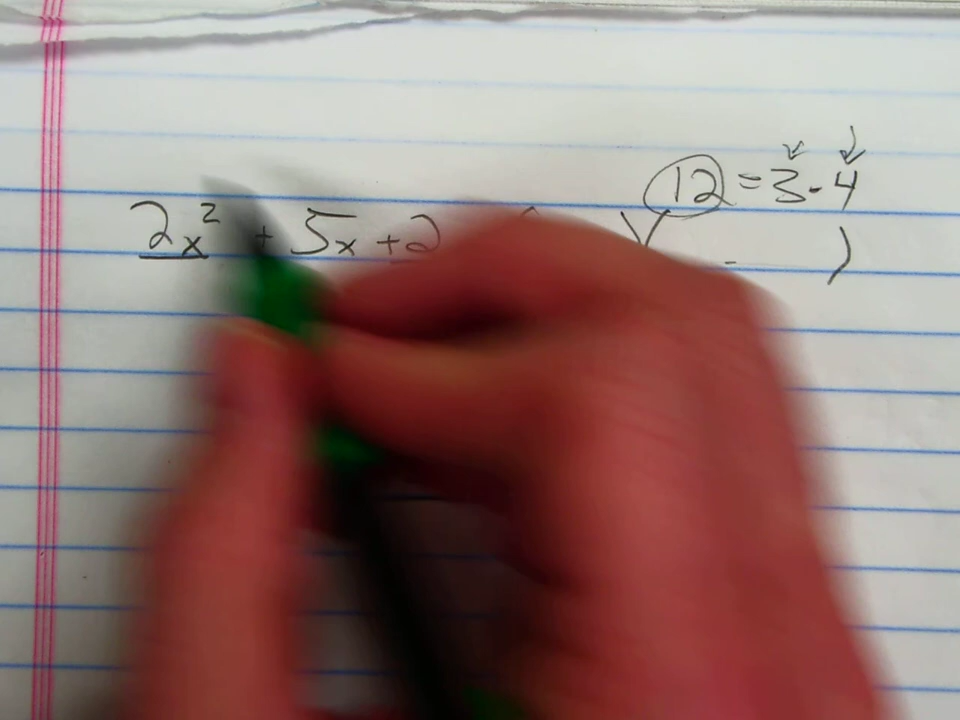 12 = 3 · 4
2x² + 5x + 2 )( )